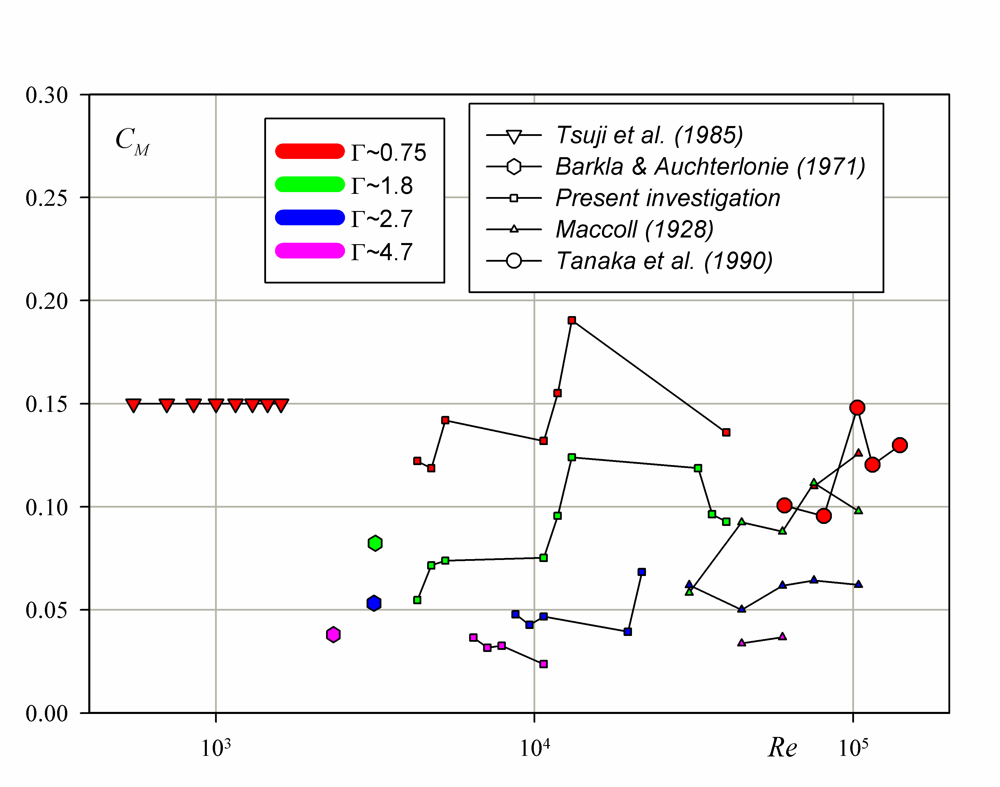 0.30
0.25
0.20
0.15
0.10
0.05
0.00
C_M
Γ~0.75
Γ~1.8
Γ~2.7
Γ~4.7
Tsuji et al. (1985)
Barkla & Auchterlonie (1971)
Present investigation
Maccoll (1928)
Tanaka et al. (1990)
10³ 10⁴ Re 10⁵